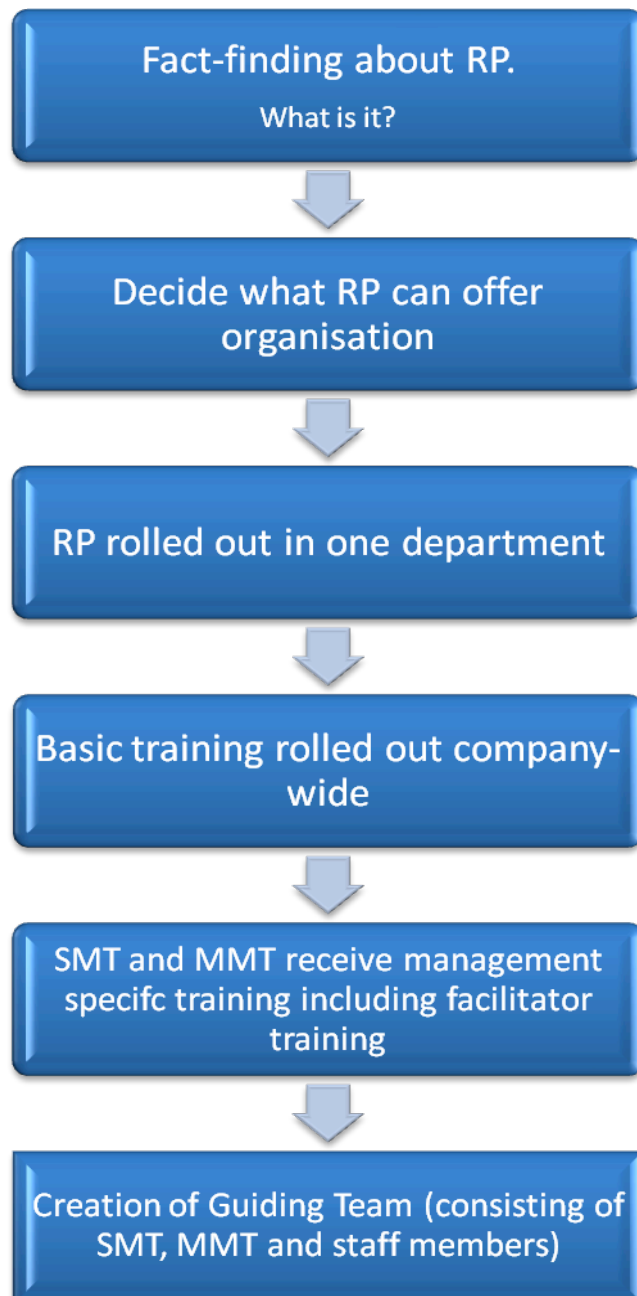 Fact-finding about RP.
What is it?
Decide what RP can offer
organisation
RP rolled out in one department
Basic training rolled out company-
wide
SMT and MMT receive management
specifc training including facilitator
training
Creation of Guiding Team (consisting of
SMT, MMT and staff members)